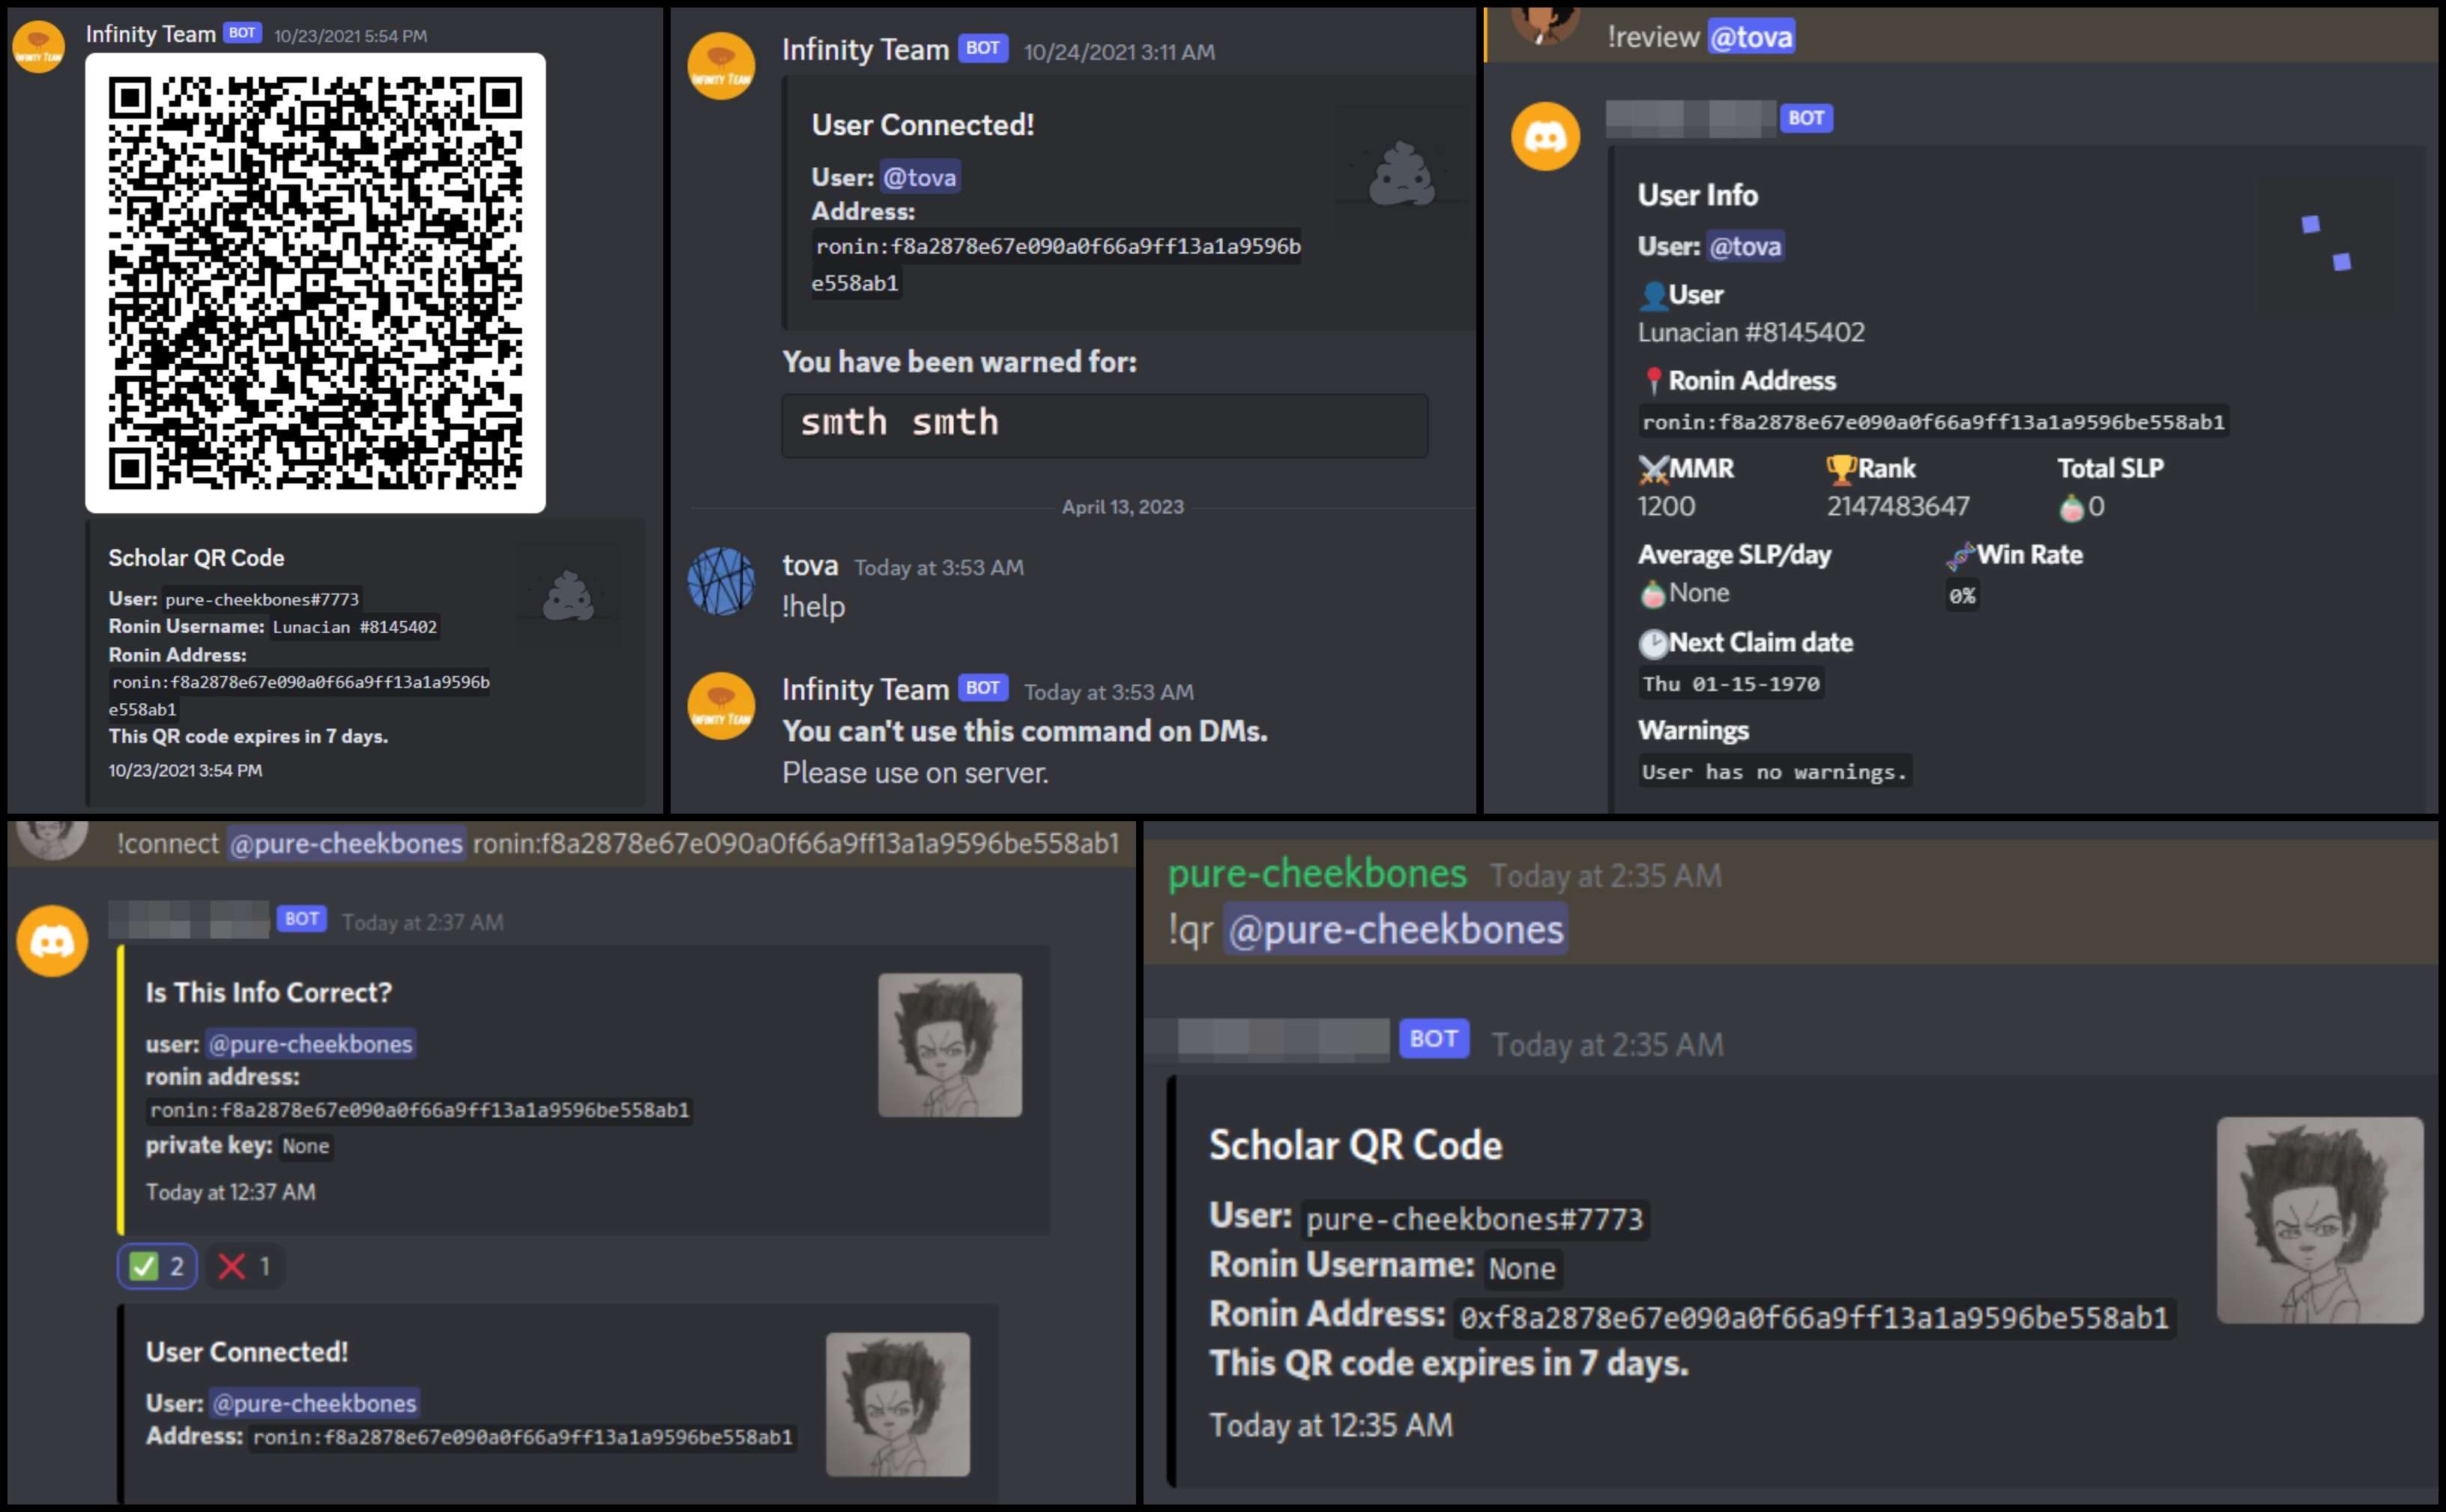 Infinity Team BOT 10/23/2021 5:54 PM
INFINITY TEAM
Scholar QR Code
User: pure-cheekbones#7773
Ronin Username: Lunacian #8145402
Ronin Address:
ronin:f8a2878e67e090a0f66a9ff13a1a9596b
e558ab1
This QR code expires in 7 days.
10/23/2021 3:54 PM
Infinity Team BOT 10/24/2021 3:11 AM
INFINITY TEAM
User Connected!
User: @tova
Address:
ronin:f8a2878e67e090a0f66a9ff13a1a9596b
e558ab1
You have been warned for:
smth smth
April 13, 2023
tova Today at 3:53 AM
!help
Infinity Team BOT Today at 3:53 AM
INFINITY TEAM
You can't use this command on DMs.
Please use on server.
!review @tova
BOT
User Info
User: @tova
User
Lunacian #8145402
Ronin Address
ronin:f8a2878e67e090a0f66a9ff13a1a9596be558ab1
MMR Rank Total SLP
1200 2147483647 0
Average SLP/day Win Rate
None 0%
Next Claim date
Thu 01-15-1970
Warnings
User has no warnings.
!connect @pure-cheekbones ronin:f8a2878e67e090a0f66a9ff13a1a9596be558ab1
BOT Today at 2:37 AM
Is This Info Correct?
user: @pure-cheekbones
ronin address:
ronin:f8a2878e67e090a0f66a9ff13a1a9596be558ab1
private key: None
Today at 12:37 AM
2 1
User Connected!
User: @pure-cheekbones
Address: ronin:f8a2878e67e090a0f66a9ff13a1a9596be558ab1
pure-cheekbones Today at 2:35 AM
!qr @pure-cheekbones
BOT Today at 2:35 AM
Scholar QR Code
User: pure-cheekbones#7773
Ronin Username: None
Ronin Address: 0xf8a2878e67e090a0f66a9ff13a1a9596be558ab1
This QR code expires in 7 days.
Today at 12:35 AM